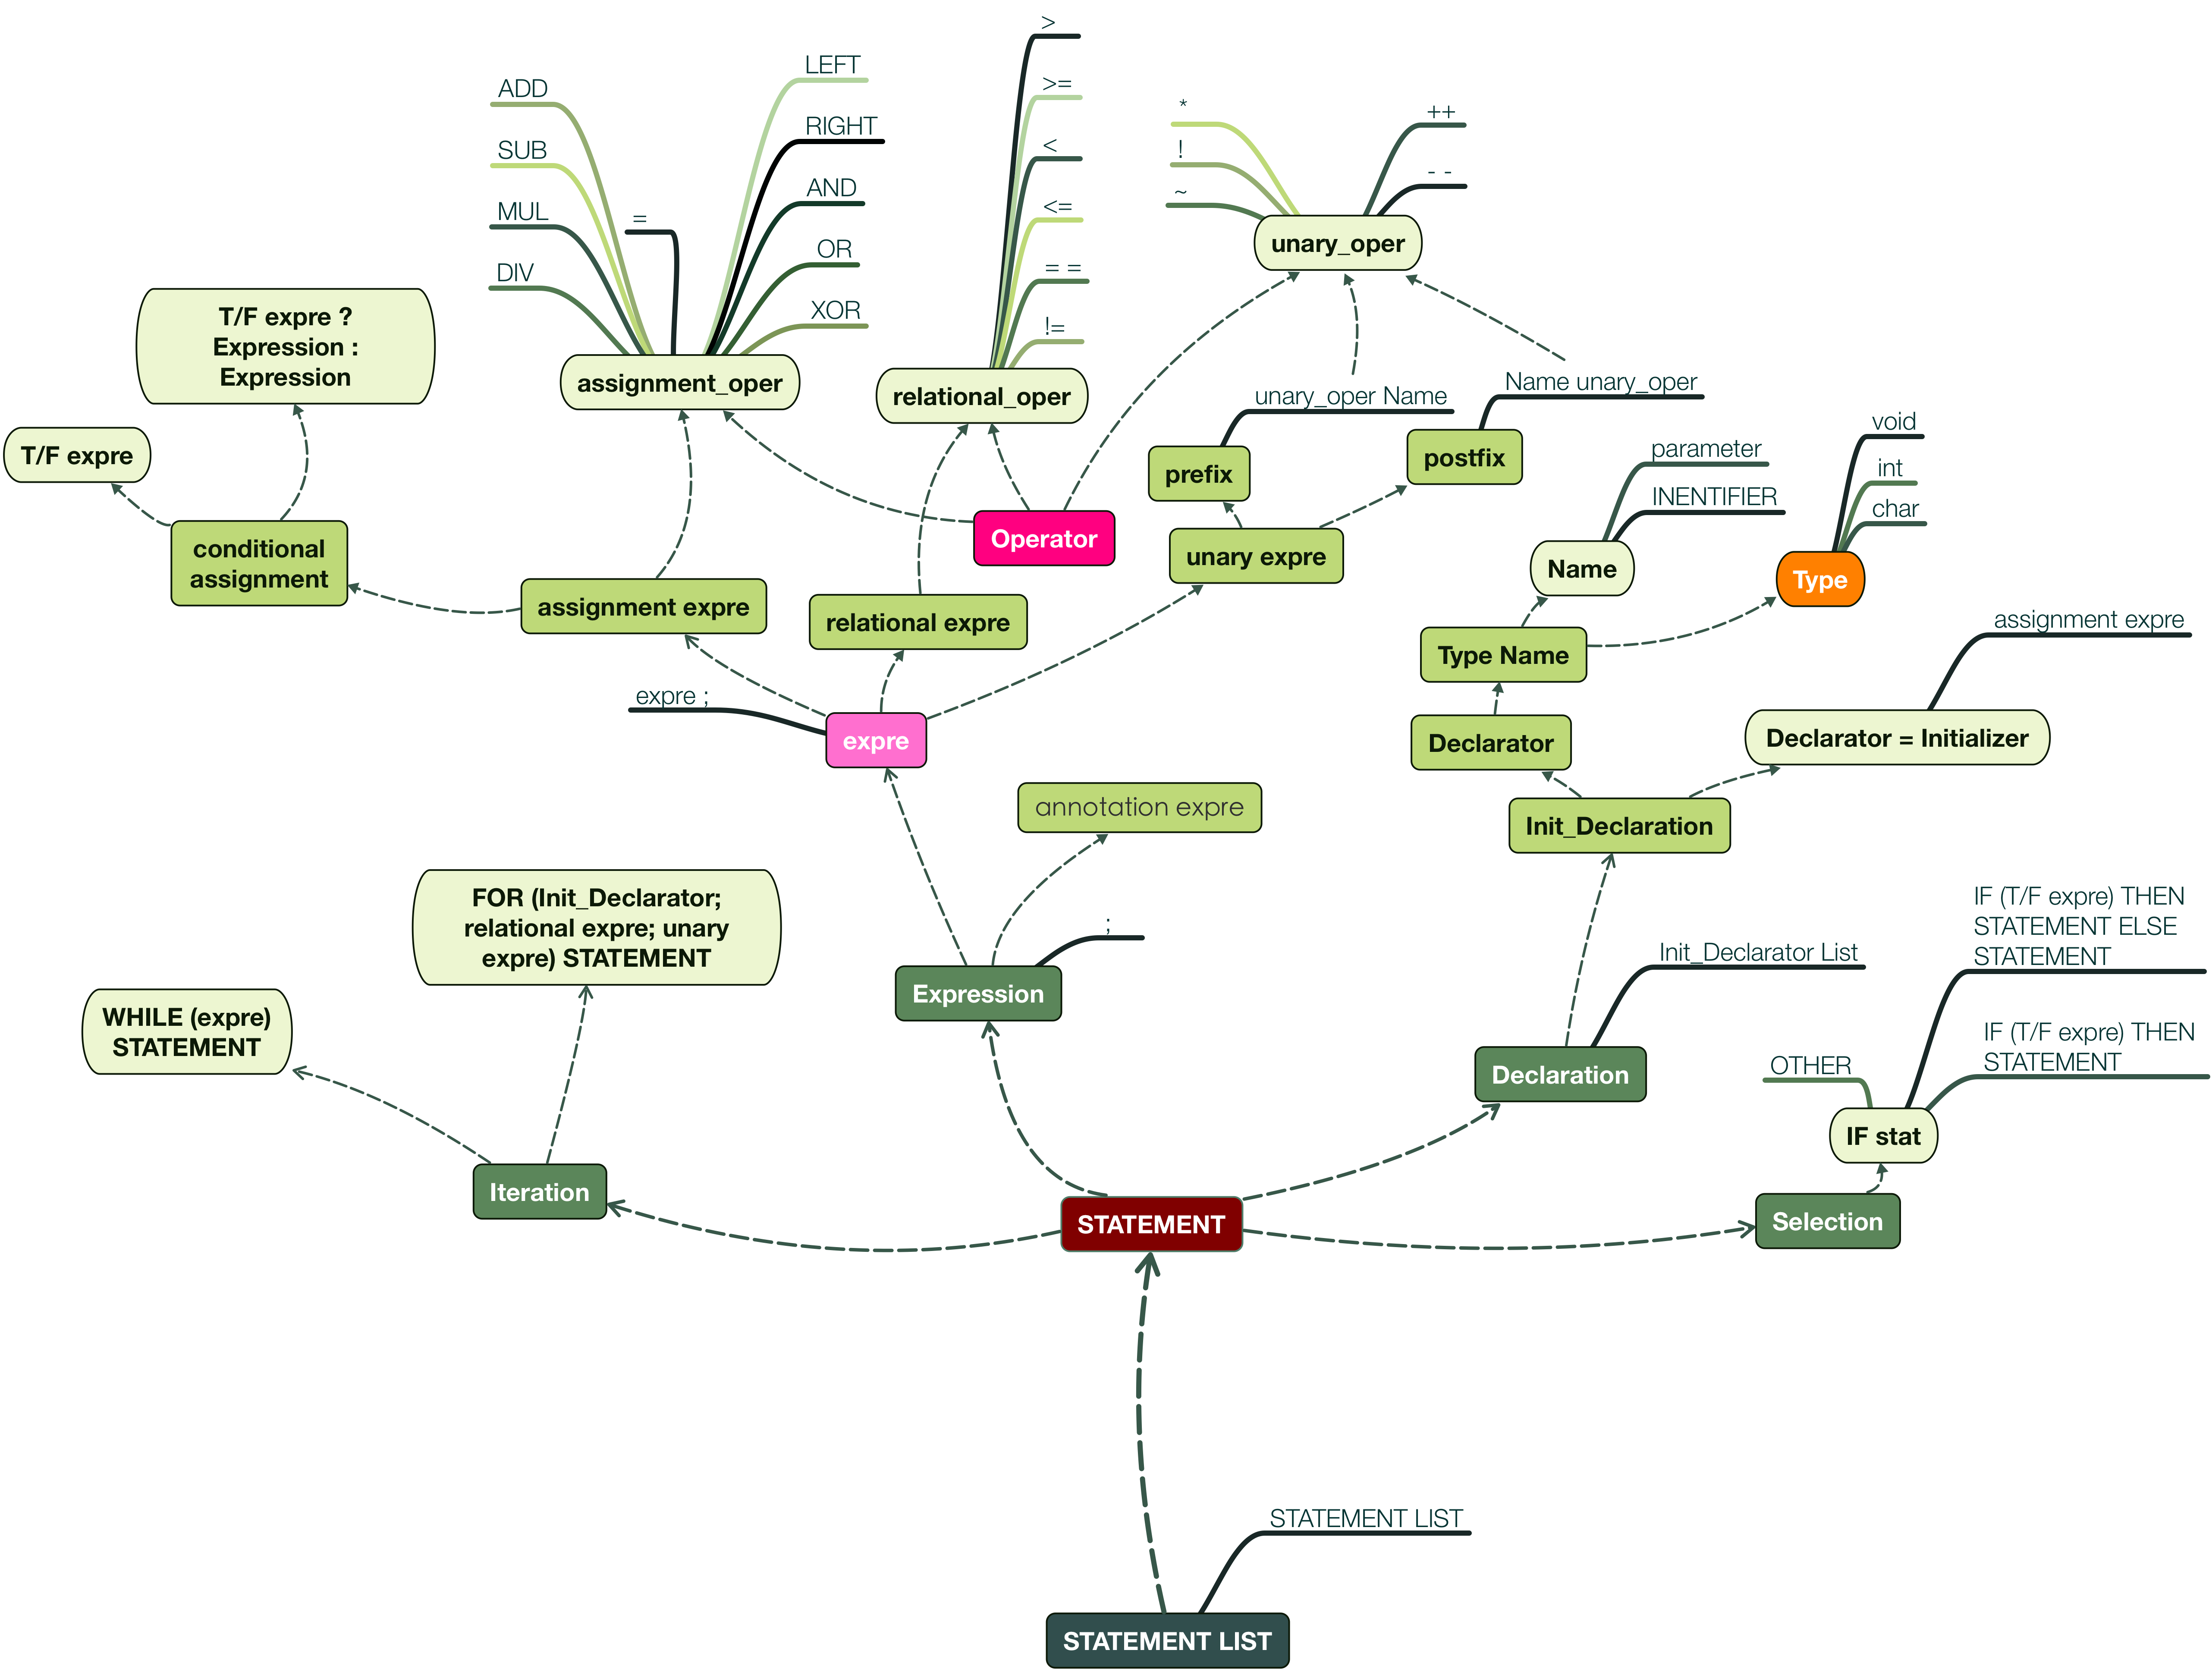 >
LEFT
>=
ADD
*
++
RIGHT
!
<
SUB
- -
~
AND
<=
MUL
=
unary_oper
OR
= =
DIV
XOR
!=
T/F expre ?
Expression :
Expression
assignment_oper
relational_oper
unary_oper Name
Name unary_oper
void
T/F expre
prefix
postfix
parameter
int
INENTIFIER
char
conditional
assignment
Operator
unary expre
Name
Type
assignment expre
relational expre
assignment expre
Type Name
expre ;
expre
Declarator
Declarator = Initializer
annotation expre
Init_Declaration
FOR (Init_Declarator;
relational expre; unary
expre) STATEMENT
;
IF (T/F expre) THEN
STATEMENT ELSE
STATEMENT
Init_Declarator List
WHILE (expre)
STATEMENT
Expression
IF (T/F expre) THEN
STATEMENT
OTHER
Declaration
IF stat
Iteration
STATEMENT
Selection
STATEMENT LIST
STATEMENT LIST